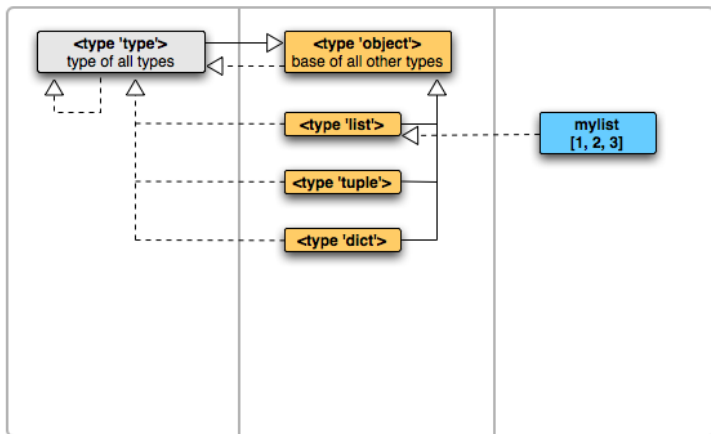 <type 'type'>
type of all types
<type 'object'>
base of all other types
<type 'list'>
mylist
[1, 2, 3]
<type 'tuple'>
<type 'dict'>